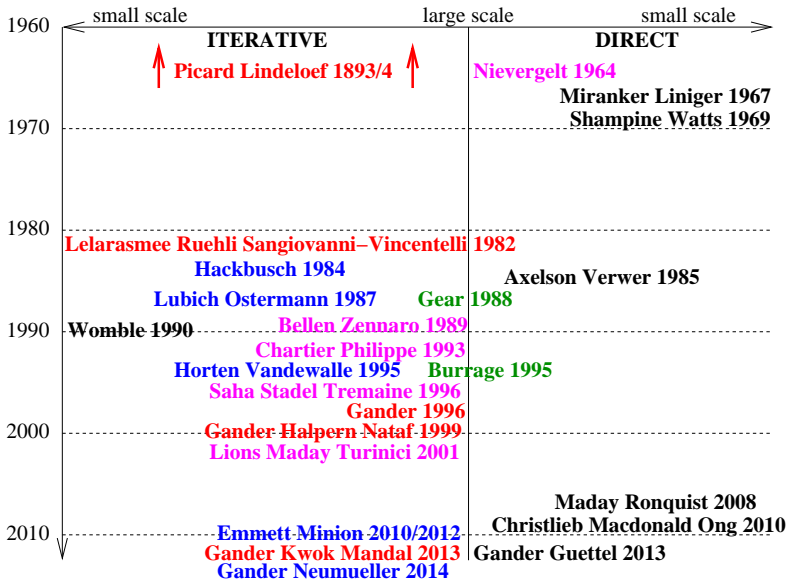 small scale large scale small scale
1960
ITERATIVE DIRECT
Picard Lindeloef 1893/4 Nievergelt 1964
Miranker Liniger 1967
Shampine Watts 1969
1970
1980
Lelarasmee Ruehli Sangiovanni−Vincentelli 1982
Hackbusch 1984
Axelson Verwer 1985
Lubich Ostermann 1987 Gear 1988
Bellen Zennaro 1989
1990
Womble 1990
Chartier Philippe 1993
Horten Vandewalle 1995 Burrage 1995
Saha Stadel Tremaine 1996
Gander 1996
2000
Gander Halpern Nataf 1999
Lions Maday Turinici 2001
Maday Ronquist 2008
Christlieb Macdonald Ong 2010
2010
Emmett Minion 2010/2012
Gander Kwok Mandal 2013 Gander Guettel 2013
Gander Neumueller 2014